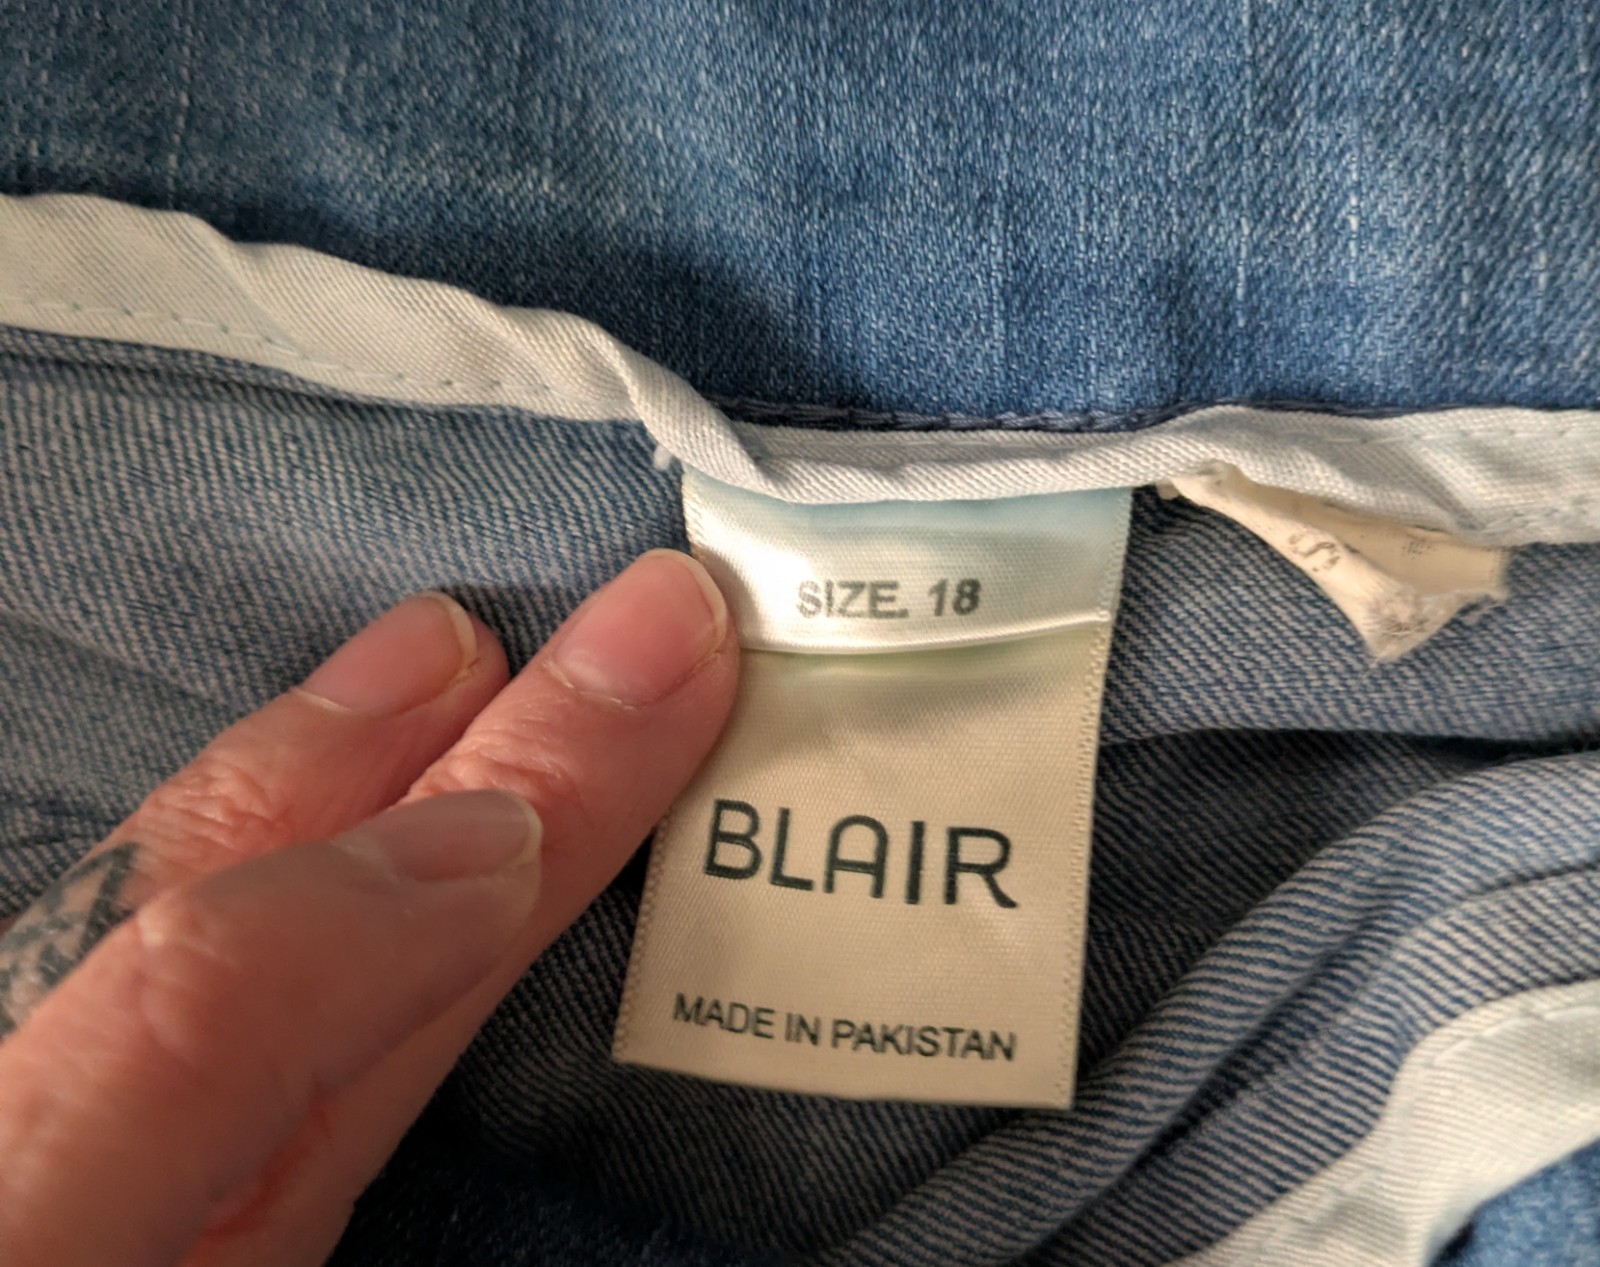 SIZE. 18
BLAIR
MADE IN PAKISTAN